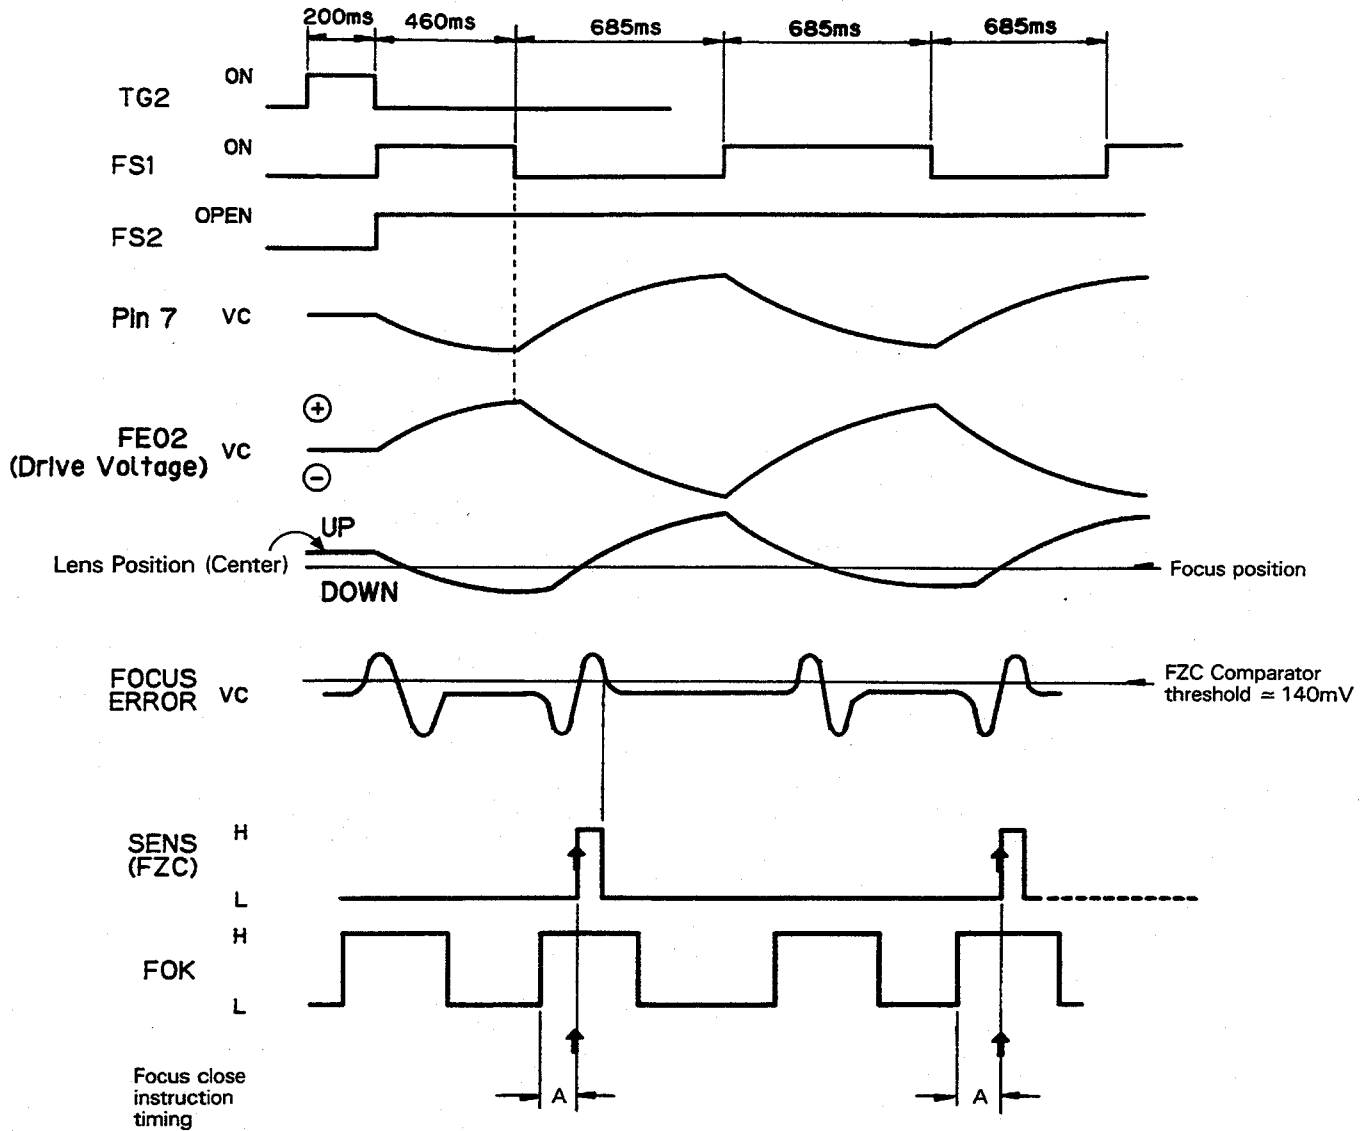 200ms 460ms 685ms 685ms 685ms
TG2 ON
FS1 ON
FS2 OPEN
Pin 7 VC
+
FEO2 VC
(Drive Voltage)
−
UP
Lens Position (Center)
Focus position
DOWN
FOCUS
ERROR VC
FZC Comparator
threshold ≃ 140mV
SENS H
(FZC)
L
H
FOK
L
Focus close
instruction
timing
A A